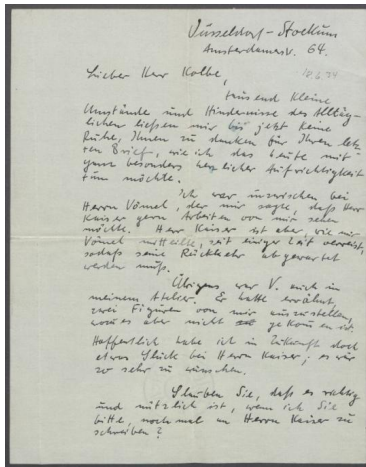 Düsseldorf-Stockum
Amsterdamerstr. 64.
10.6.34
Lieber Herr Kolbe,
tausend kleine
Umstände und Hindernisse des Alltäg-
lichen ließen mir bis jetzt keine
Ruhe, Ihnen zu danken für Ihren letz-
ten Brief, wie ich das heute mit
ganz besonders herzlicher Aufrichtigkeit
tun möchte.
Ich war inzwischen bei
Herrn Vömel, der mir sagte, daß Herr
Kaiser gern Arbeiten von mir sehen
möchte. Herr Kaiser ist aber, wie mir
Vömel mitteilte, seit einiger Zeit verreist,
sodaß seine Rückkehr abgewartet
werden muß.
Übrigens war V. auch in
meinem Atelier. Er hatte erwähnt,
zwei Figuren von mir auszustellen,
wozu es aber nicht gekommen ist.
Hoffentlich habe ich in Zukunft doch
etwas Glück bei Herrn Kaiser; es wär
so sehr zu wünschen.
Glauben Sie, daß es richtig
und nützlich ist, wenn ich Sie
bitte, nochmal an Herrn Kaiser zu
schreiben?